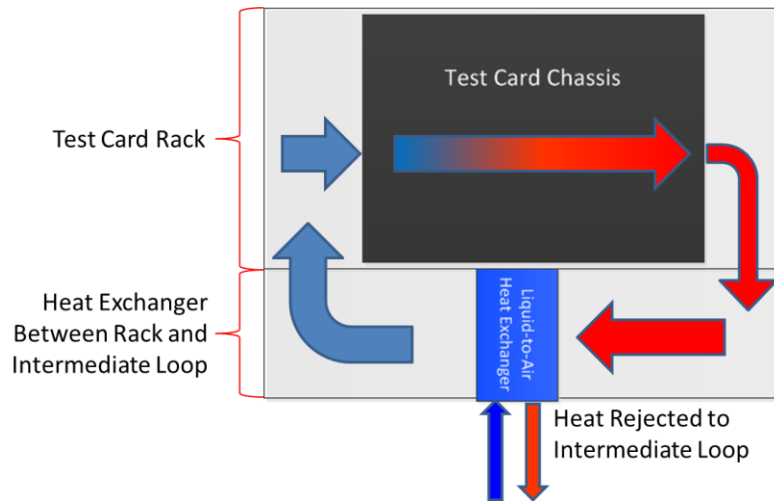 Test Card Chassis
Test Card Rack
Heat Exchanger
Between Rack and
Intermediate Loop
Liquid-to-Air
Heat Exchanger
Heat Rejected to
Intermediate Loop